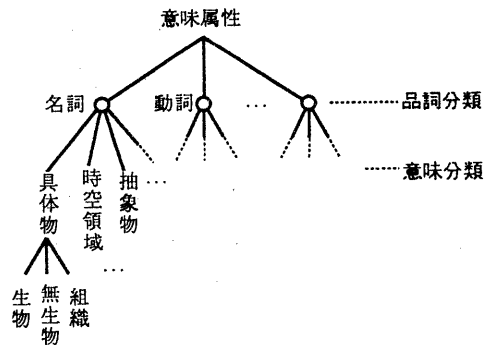 意味属性
名詞 動詞 … 品詞分類
意味分類
具体物 時空領域 抽象物 …
生物 無生物 組織 …